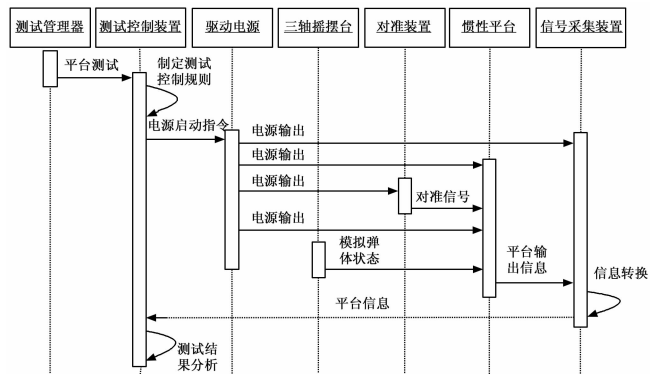 测试管理器
测试控制装置
驱动电源
三轴摇摆台
对准装置
惯性平台
信号采集装置
平台测试
制定测试
控制规则
电源启动指令
电源输出
电源输出
电源输出
对准信号
电源输出
模拟弹
体状态
平台输
出信息
信息转换
平台信息
测试结
果分析